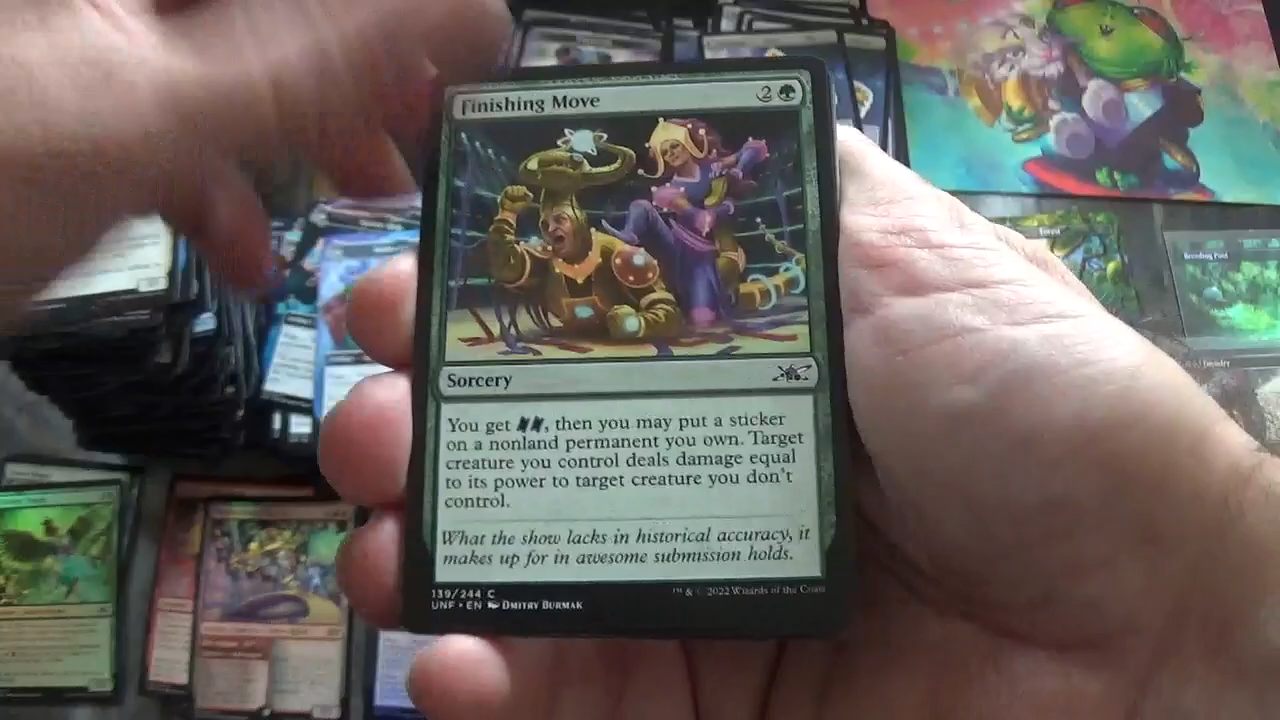 Finishing Move 2
Sorcery
You get , then you may put a sticker
on a nonland permanent you own. Target
creature you control deals damage equal
to its power to target creature you don't
control.
What the show lacks in historical accuracy, it
makes up for in awesome submission holds.
139/244 C
UNF • EN Dmitry Burmak
™ & © 2022 Wizards of the Coast
Forest
Breeding Pool